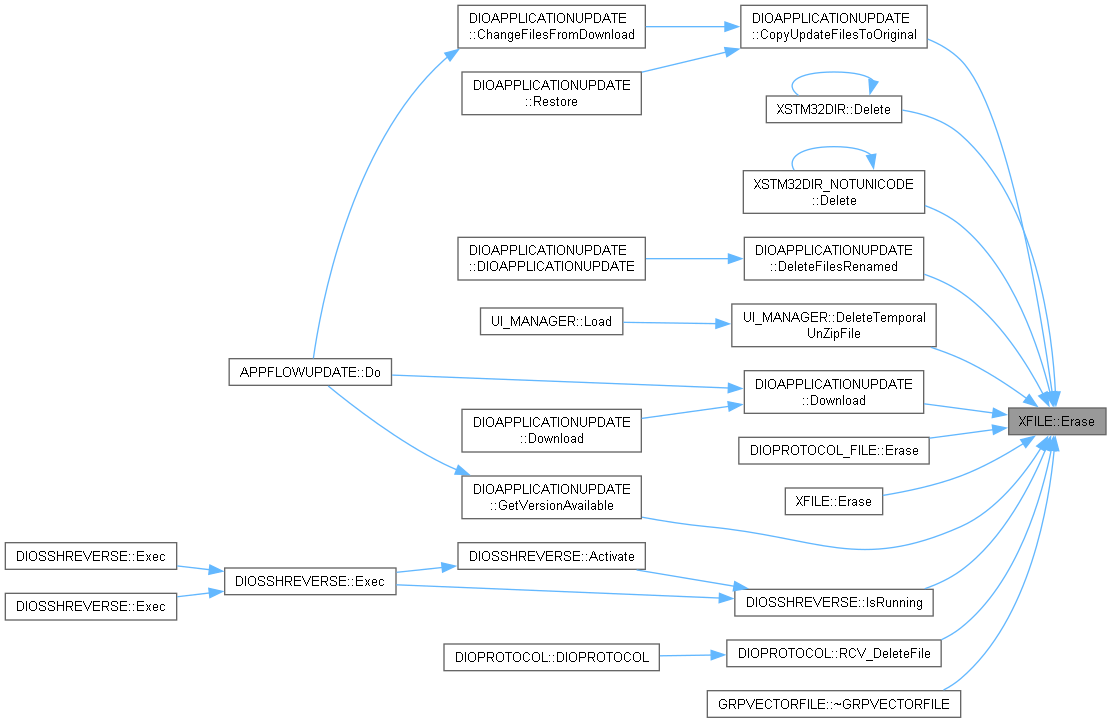 DIOAPPLICATIONUPDATE
::ChangeFilesFromDownload
DIOAPPLICATIONUPDATE
::CopyUpdateFilesToOriginal
DIOAPPLICATIONUPDATE
::Restore
XSTM32DIR::Delete
XSTM32DIR_NOTUNICODE
::Delete
DIOAPPLICATIONUPDATE
::DIOAPPLICATIONUPDATE
DIOAPPLICATIONUPDATE
::DeleteFilesRenamed
UI_MANAGER::Load
UI_MANAGER::DeleteTemporal
UnZipFile
APPFLOWUPDATE::Do
DIOAPPLICATIONUPDATE
::Download
DIOAPPLICATIONUPDATE
::Download
XFILE::Erase
DIOPROTOCOL_FILE::Erase
DIOAPPLICATIONUPDATE
::GetVersionAvailable
XFILE::Erase
DIOSSHREVERSE::Exec
DIOSSHREVERSE::Activate
DIOSSHREVERSE::Exec
DIOSSHREVERSE::Exec
DIOSSHREVERSE::IsRunning
DIOPROTOCOL::DIOPROTOCOL
DIOPROTOCOL::RCV_DeleteFile
GRPVECTORFILE::~GRPVECTORFILE